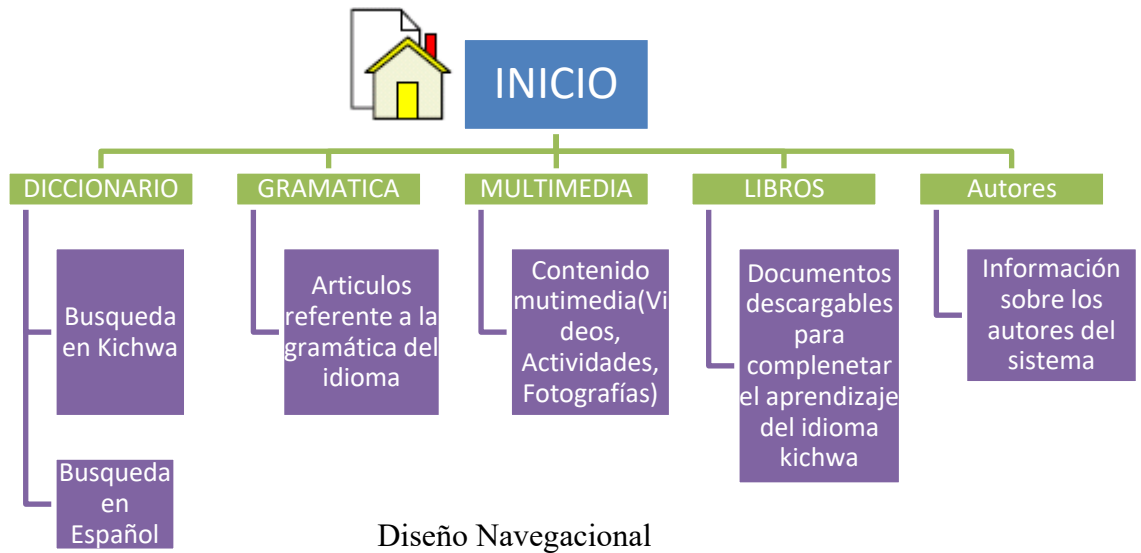 INICIO
DICCIONARIO
GRAMATICA
MULTIMEDIA
LIBROS
Autores
Busqueda
en Kichwa
Busqueda
en
Español
Articulos
referente a la
gramática del
idioma
Contenido
mutimedia(Vi
deos,
Actividades,
Fotografías)
Documentos
descargables
para
complenetar
el aprendizaje
del idioma
kichwa
Información
sobre los
autores del
sistema
Diseño Navegacional